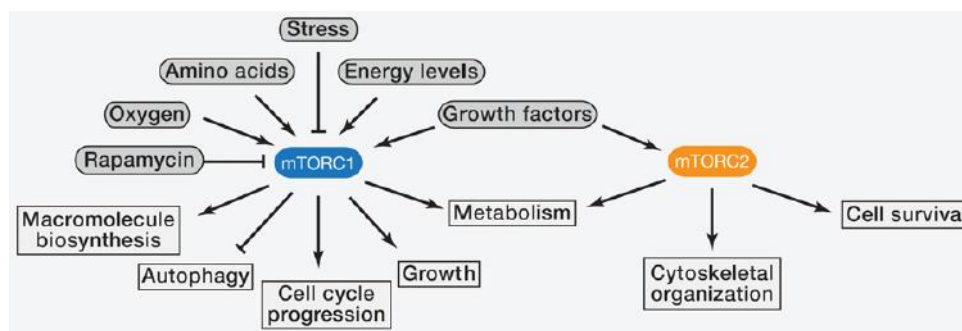 Stress
Amino acids
Energy levels
Oxygen
Growth factors
Rapamycin
mTORC1
mTORC2
Macromolecule
biosynthesis
Metabolism
Cell surviva
Autophagy
Growth
Cell cycle
progression
Cytoskeletal
organization